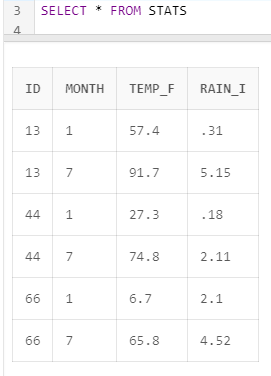 3 SELECT * FROM STATS
4
ID MONTH TEMP_F RAIN_I
13 1 57.4 .31
13 7 91.7 5.15
44 1 27.3 .18
44 7 74.8 2.11
66 1 6.7 2.1
66 7 65.8 4.52